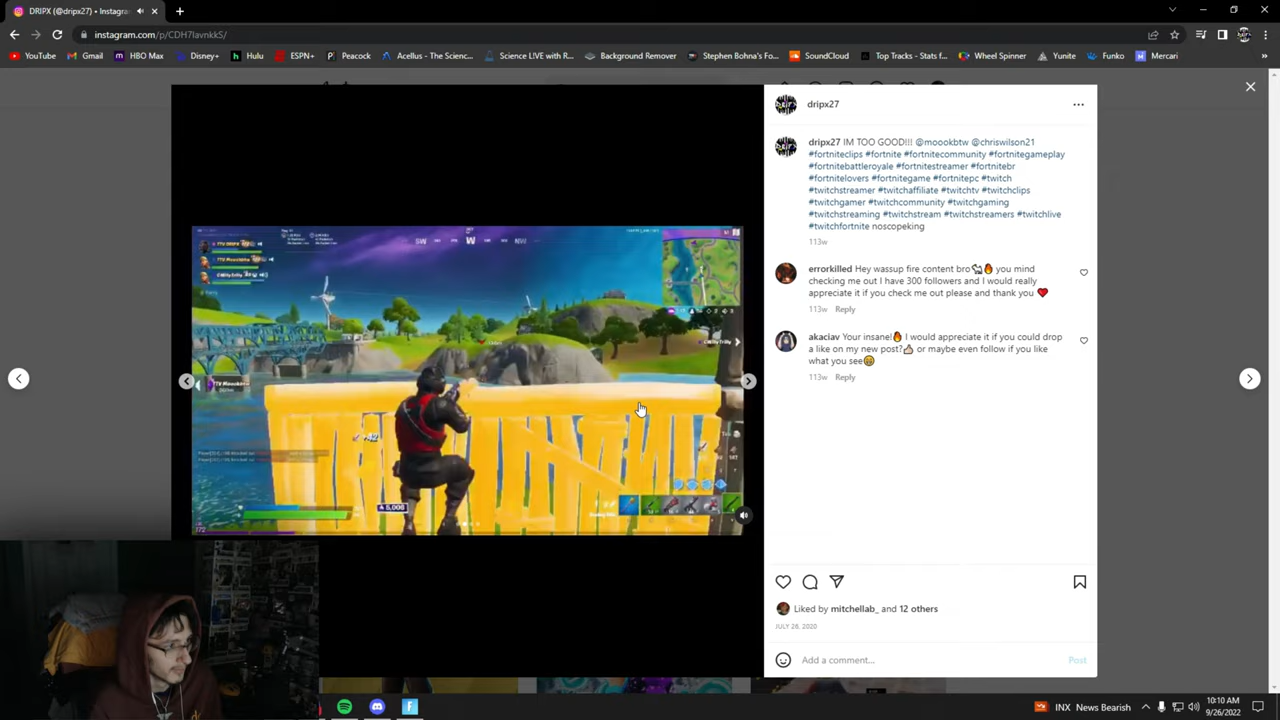 DRIPX (@dripx27) • Instagra
instagram.com/p/CDH7IavnkkS/
YouTube
Gmail
HBO Max
Disney+
Hulu
ESPN+
Peacock
Acellus - The Scienc...
Science LIVE with R...
Background Remover
Stephen Bohna's Fo...
SoundCloud
Top Tracks - Stats f...
Wheel Spinner
Yunite
Funko
Mercari
dripx27
dripx27 IM TOO GOOD!!! @moookbtw @chriswilson21
#fortniteclips #fortnite #fortnitecommunity #fortnitegameplay
#fortnitebattleroyale #fortnitestreamer #fortnitebr
#fortnitelovers #fortnitegame #fortnitepc #twitch
#twitchstreamer #twitchaffiliate #twitchtv #twitchclips
#twitchgamer #twitchcommunity #twitchgaming
#twitchstreaming #twitchstream #twitchstreamers #twitchlive
#twitchfortnite noscopeking
113w
errorkilled Hey wassup fire content bro🐄🔥 you mind
checking me out I have 300 followers and I would really
appreciate it if you check me out please and thank you ❤️
113w Reply
akaciav Your insane!🔥 I would appreciate it if you could drop
a like on my new post?👍 or maybe even follow if you like
what you see😁
113w Reply
SW
W
NW
+42
5,000
Liked by mitchellab_ and 12 others
JULY 26, 2020
Add a comment...
Post
INX News Bearish
10:10 AM
9/26/2022